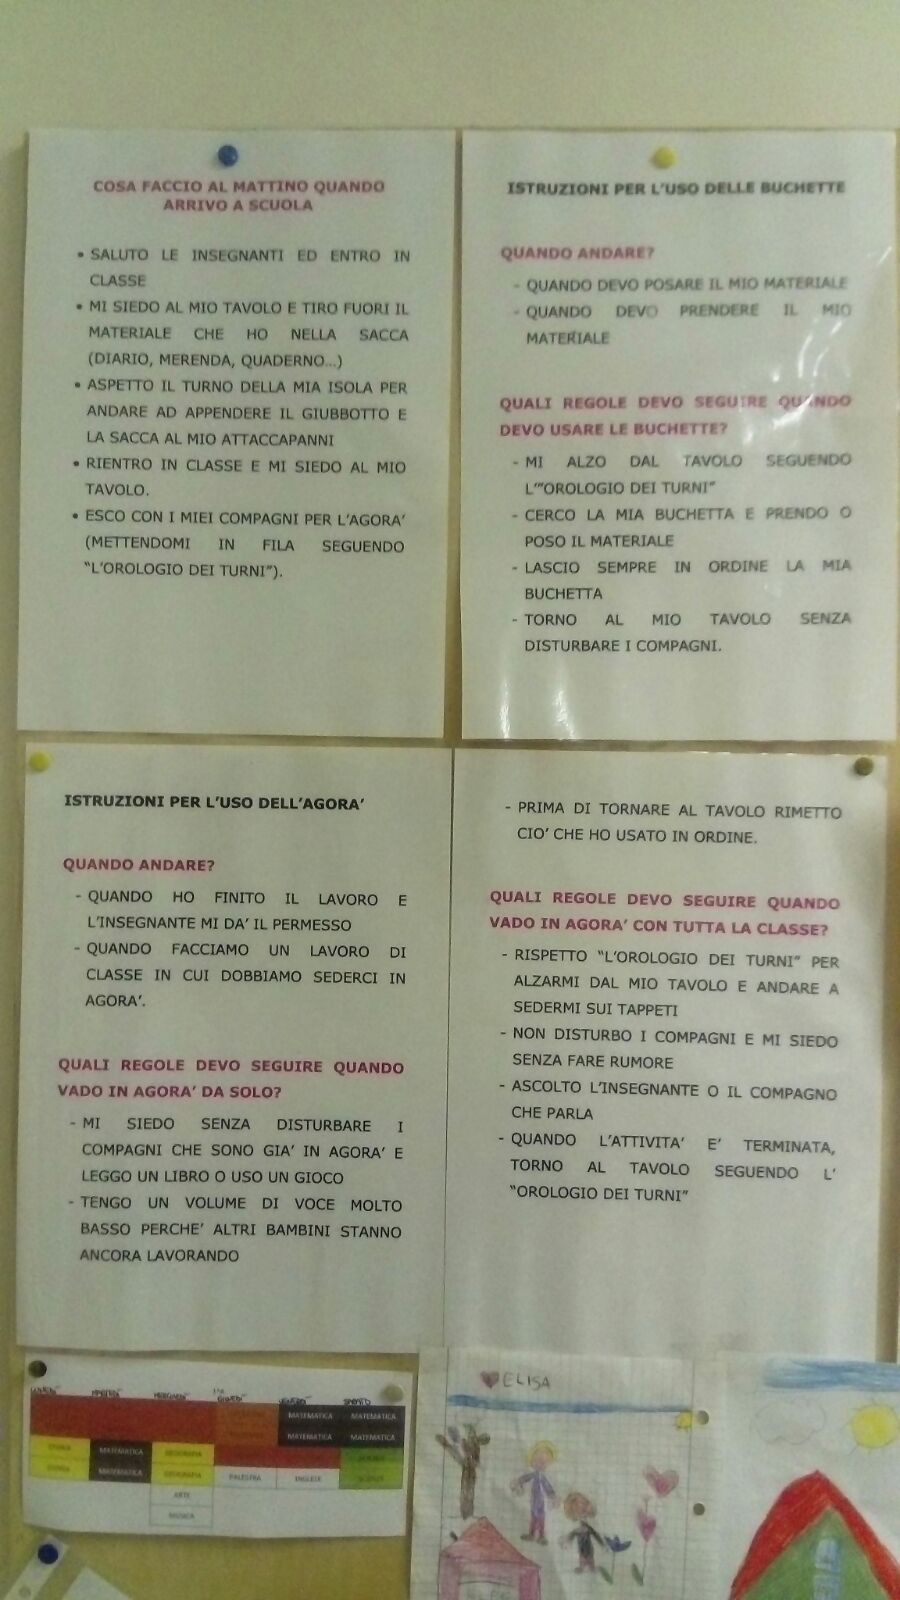 COSA FACCIO AL MATTINO QUANDO
ARRIVO A SCUOLA
• SALUTO LE INSEGNANTI ED ENTRO IN
CLASSE
• MI SIEDO AL MIO TAVOLO E TIRO FUORI IL
MATERIALE CHE HO NELLA SACCA
(DIARIO, MERENDA, QUADERNO…)
• ASPETTO IL TURNO DELLA MIA ISOLA PER
ANDARE AD APPENDERE IL GIUBBOTTO E
LA SACCA AL MIO ATTACCAPANNI
• RIENTRO IN CLASSE E MI SIEDO AL MIO
TAVOLO.
• ESCO CON I MIEI COMPAGNI PER L'AGORA'
(METTENDOMI IN FILA SEGUENDO
"L'OROLOGIO DEI TURNI").
ISTRUZIONI PER L'USO DELLE BUCHETTE
QUANDO ANDARE?
- QUANDO DEVO POSARE IL MIO MATERIALE
- QUANDO DEVO PRENDERE IL MIO
MATERIALE
QUALI REGOLE DEVO SEGUIRE QUANDO
DEVO USARE LE BUCHETTE?
- MI ALZO DAL TAVOLO SEGUENDO
L'"OROLOGIO DEI TURNI"
- CERCO LA MIA BUCHETTA E PRENDO O
POSO IL MATERIALE
- LASCIO SEMPRE IN ORDINE LA MIA
BUCHETTA
- TORNO AL MIO TAVOLO SENZA
DISTURBARE I COMPAGNI.
ISTRUZIONI PER L'USO DELL'AGORA'
QUANDO ANDARE?
- QUANDO HO FINITO IL LAVORO E
L'INSEGNANTE MI DA' IL PERMESSO
- QUANDO FACCIAMO UN LAVORO DI
CLASSE IN CUI DOBBIAMO SEDERCI IN
AGORA'.
QUALI REGOLE DEVO SEGUIRE QUANDO
VADO IN AGORA' DA SOLO?
- MI SIEDO SENZA DISTURBARE I
COMPAGNI CHE SONO GIA' IN AGORA' E
LEGGO UN LIBRO O USO UN GIOCO
- TENGO UN VOLUME DI VOCE MOLTO
BASSO PERCHE' ALTRI BAMBINI STANNO
ANCORA LAVORANDO
- PRIMA DI TORNARE AL TAVOLO RIMETTO
CIO' CHE HO USATO IN ORDINE.
QUALI REGOLE DEVO SEGUIRE QUANDO
VADO IN AGORA' CON TUTTA LA CLASSE?
- RISPETTO "L'OROLOGIO DEI TURNI" PER
ALZARMI DAL MIO TAVOLO E ANDARE A
SEDERMI SUI TAPPETI
- NON DISTURBO I COMPAGNI E MI SIEDO
SENZA FARE RUMORE
- ASCOLTO L'INSEGNANTE O IL COMPAGNO
CHE PARLA
- QUANDO L'ATTIVITA' E' TERMINATA,
TORNO AL TAVOLO SEGUENDO L'
"OROLOGIO DEI TURNI"
MATEMATICA MATEMATICA
MATEMATICA MATEMATICA
STORIA MATEMATICA GEOGRAFIA
STORIA MATEMATICA GEOGRAFIA PALESTRA INGLESE
ARTE
MUSICA
ELISA